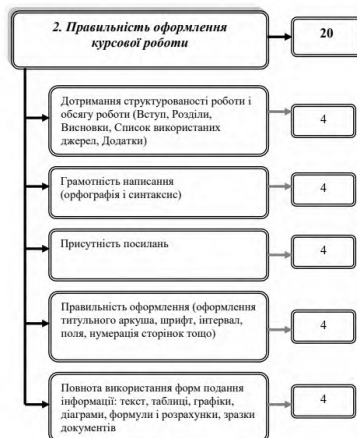 2. Правильність оформлення
курсової роботи
20
Дотримання структурованості роботи і
обсягу роботи (Вступ, Розділи,
Висновки, Список використаних
джерел, Додатки)
4
Грамотність написання
(орфографія і синтаксис)
4
Присутність посилань
4
Правильність оформлення (оформлення
титульного аркуша, шрифт, інтервал,
поля, нумерація сторінок тощо)
4
Повнота використання форм подання
інформації: текст, таблиці, графіки,
діаграми, формули і розрахунки, зразки
документів
4